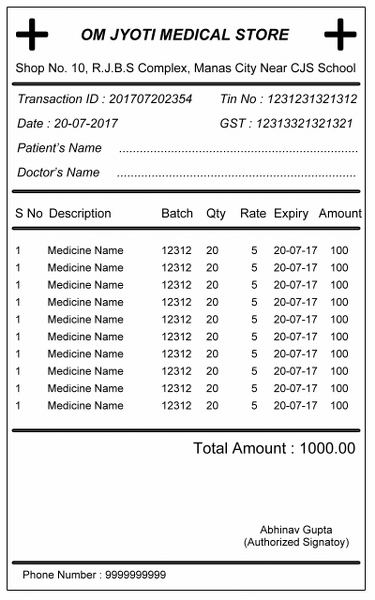 OM JYOTI MEDICAL STORE
Shop No. 10, R.J.B.S Complex, Manas City Near CJS School
Transaction ID : 201707202354 Tin No : 1231231321312
Date : 20-07-2017 GST : 12313321321321
Patient's Name ................................................................
Doctor's Name ................................................................
S No Description Batch Qty Rate Expiry Amount
1 Medicine Name 12312 20 5 20-07-17 100
1 Medicine Name 12312 20 5 20-07-17 100
1 Medicine Name 12312 20 5 20-07-17 100
1 Medicine Name 12312 20 5 20-07-17 100
1 Medicine Name 12312 20 5 20-07-17 100
1 Medicine Name 12312 20 5 20-07-17 100
1 Medicine Name 12312 20 5 20-07-17 100
1 Medicine Name 12312 20 5 20-07-17 100
1 Medicine Name 12312 20 5 20-07-17 100
1 Medicine Name 12312 20 5 20-07-17 100
Total Amount : 1000.00
Abhinav Gupta
(Authorized Signatoy)
Phone Number : 9999999999